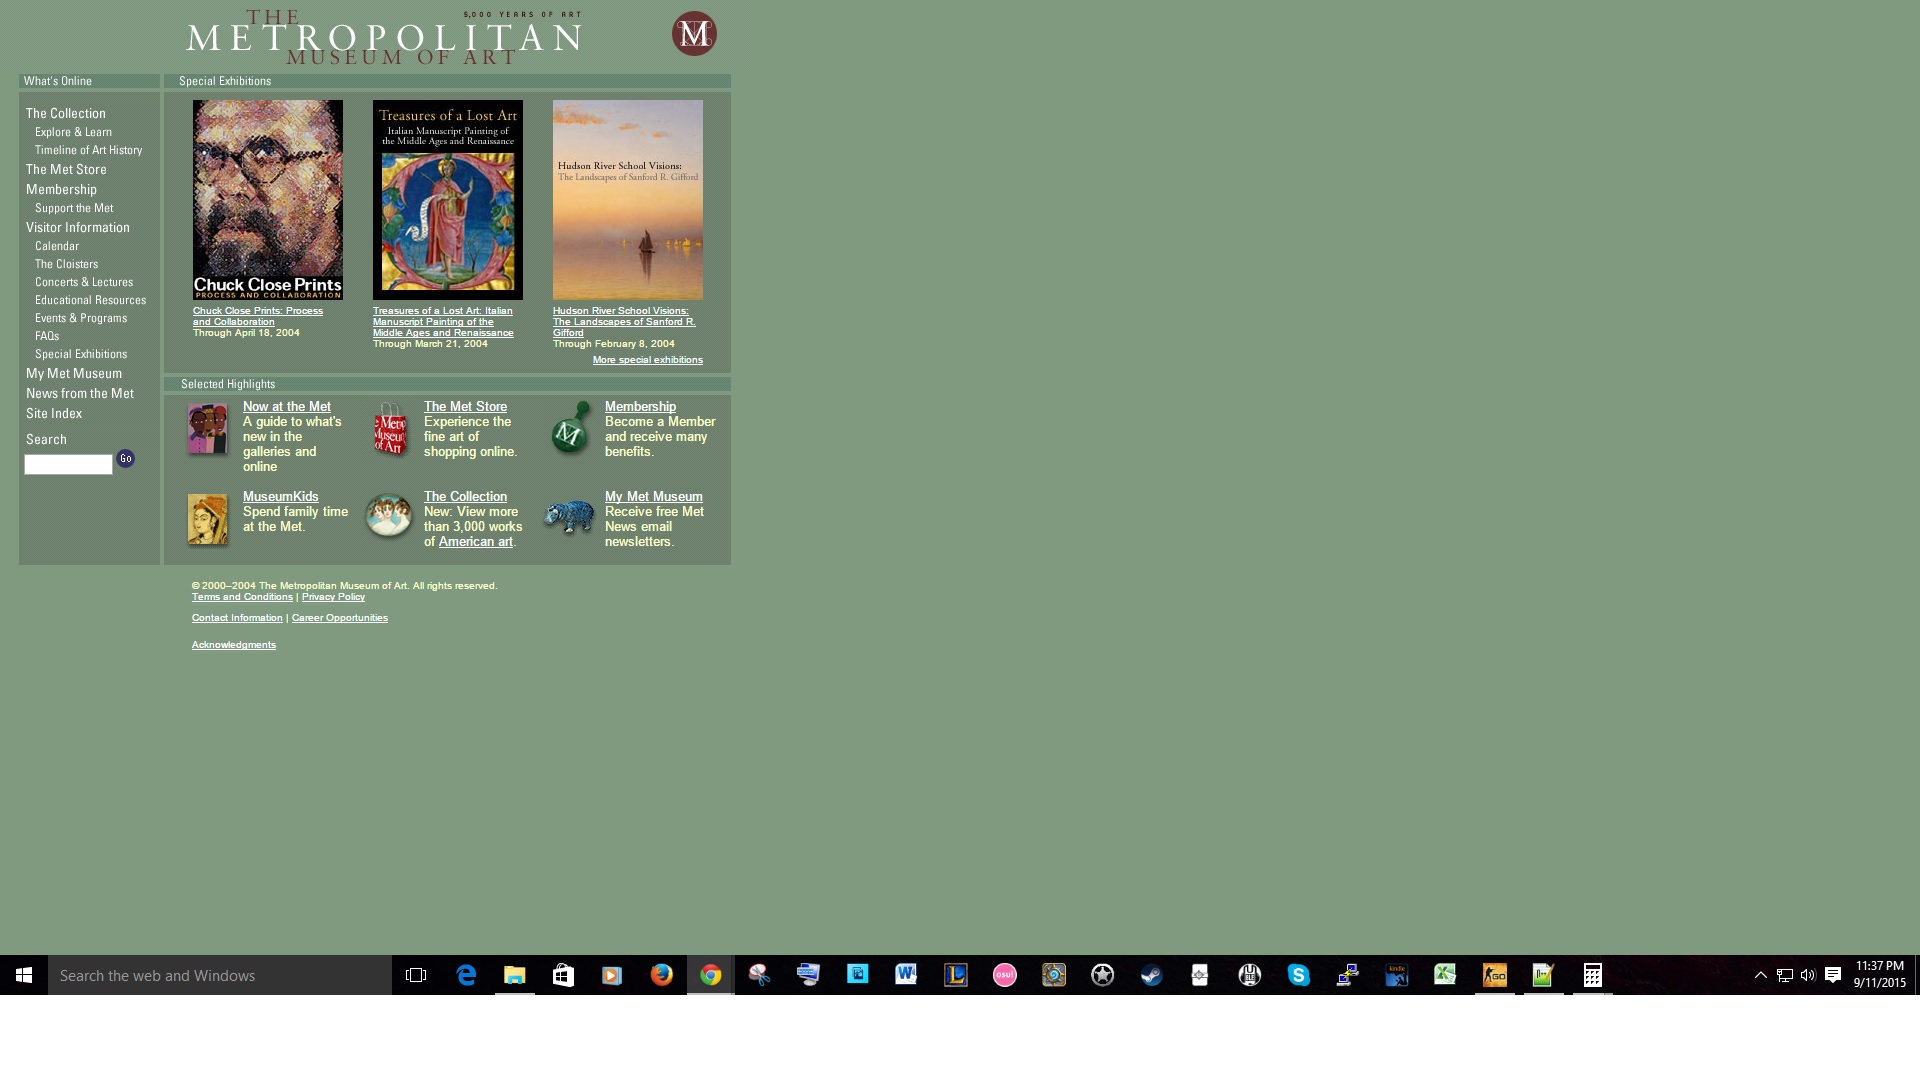 THE
5,000 YEARS OF ART
METROPOLITAN
MUSEUM OF ART
M
What's Online
The Collection
Explore & Learn
Timeline of Art History
The Met Store
Membership
Support the Met
Visitor Information
Calendar
The Cloisters
Concerts & Lectures
Educational Resources
Events & Programs
FAQs
Special Exhibitions
My Met Museum
News from the Met
Site Index
Search
Go
Special Exhibitions
Chuck Close Prints
PROCESS AND COLLABORATION
Chuck Close Prints: Process
and Collaboration
Through April 18, 2004
Treasures of a Lost Art
Italian Manuscript Painting of
the Middle Ages and Renaissance
Treasures of a Lost Art: Italian
Manuscript Painting of the
Middle Ages and Renaissance
Through March 21, 2004
Hudson River School Visions:
The Landscapes of Sanford R. Gifford
Hudson River School Visions:
The Landscapes of Sanford R.
Gifford
Through February 8, 2004
More special exhibitions
Selected Highlights
Now at the Met
A guide to what's
new in the
galleries and
online
The Met Store
Experience the
fine art of
shopping online.
M
Membership
Become a Member
and receive many
benefits.
MuseumKids
Spend family time
at the Met.
The Collection
New: View more
than 3,000 works
of American art.
My Met Museum
Receive free Met
News email
newsletters.
© 2000–2004 The Metropolitan Museum of Art. All rights reserved.
Terms and Conditions | Privacy Policy
Contact Information | Career Opportunities
Acknowledgments
Search the web and Windows
osu!
kindle
GO
11:37 PM
9/11/2015